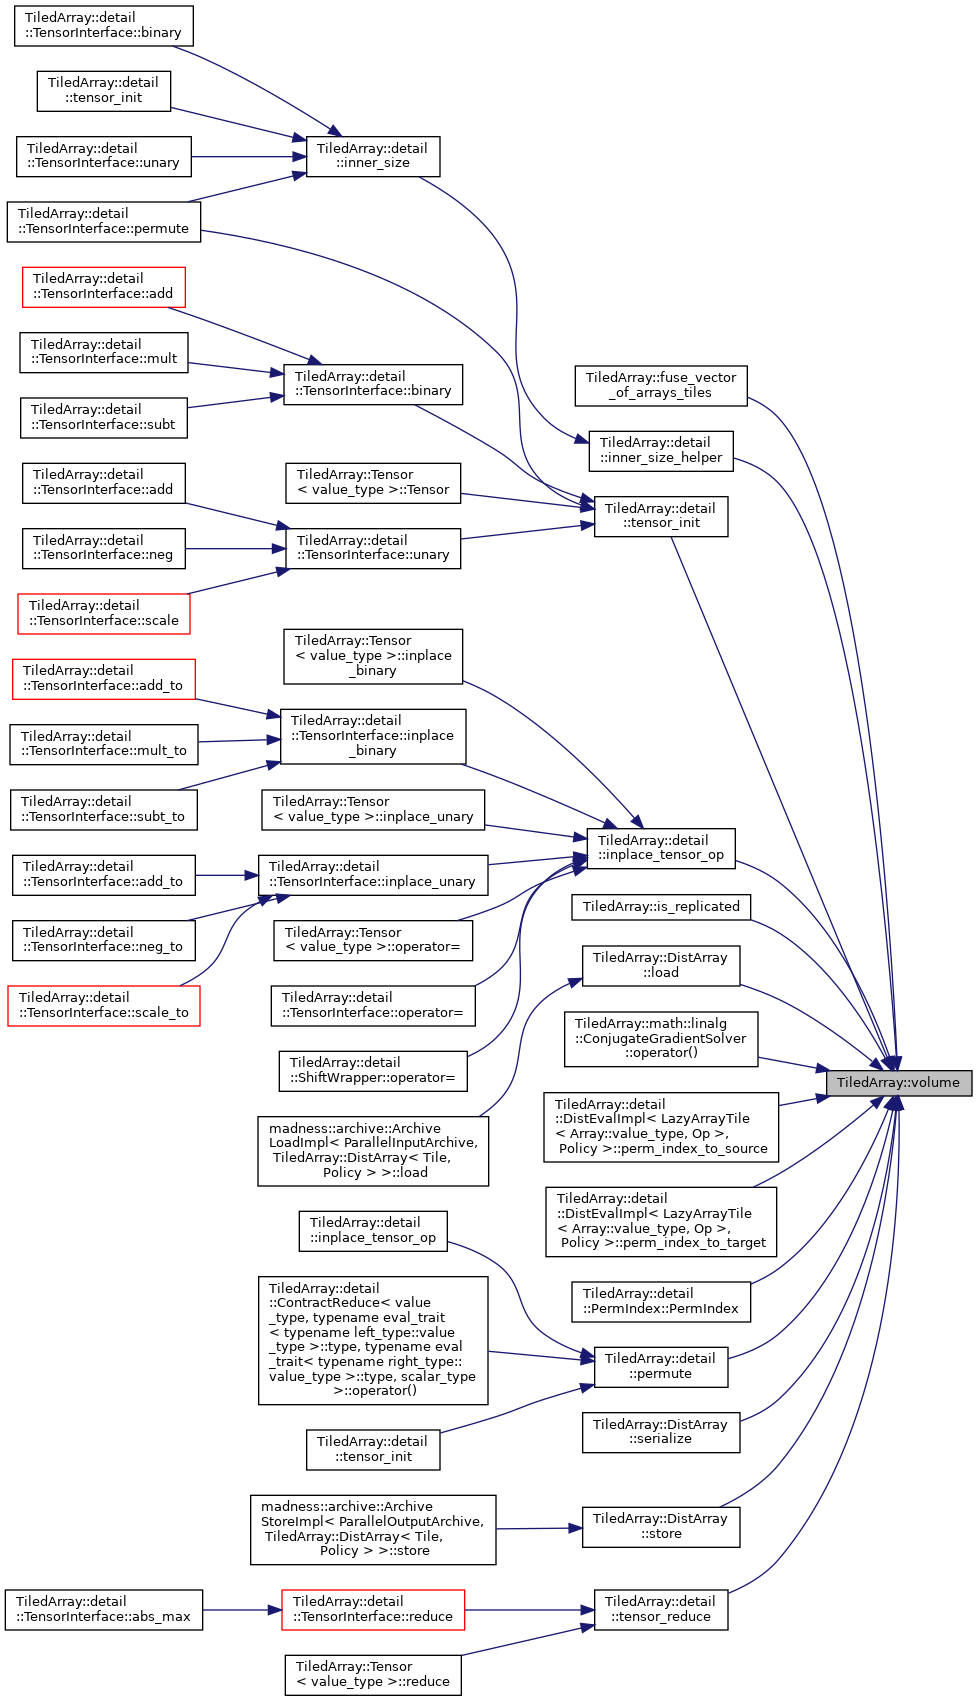 TiledArray::detail
::TensorInterface::binary
TiledArray::detail
::tensor_init
TiledArray::detail
::TensorInterface::unary
TiledArray::detail
::TensorInterface::permute
TiledArray::detail
::TensorInterface::add
TiledArray::detail
::TensorInterface::mult
TiledArray::detail
::TensorInterface::subt
TiledArray::detail
::TensorInterface::add
TiledArray::detail
::TensorInterface::neg
TiledArray::detail
::TensorInterface::scale
TiledArray::detail
::TensorInterface::add_to
TiledArray::detail
::TensorInterface::mult_to
TiledArray::detail
::TensorInterface::subt_to
TiledArray::detail
::TensorInterface::add_to
TiledArray::detail
::TensorInterface::neg_to
TiledArray::detail
::TensorInterface::scale_to
TiledArray::detail
::TensorInterface::abs_max
TiledArray::detail
::inner_size
TiledArray::detail
::TensorInterface::binary
TiledArray::Tensor
< value_type >::Tensor
TiledArray::detail
::TensorInterface::unary
TiledArray::Tensor
< value_type >::inplace
_binary
TiledArray::detail
::TensorInterface::inplace
_binary
TiledArray::Tensor
< value_type >::inplace_unary
TiledArray::detail
::TensorInterface::inplace_unary
TiledArray::Tensor
< value_type >::operator=
TiledArray::detail
::TensorInterface::operator=
TiledArray::detail
::ShiftWrapper::operator=
madness::archive::Archive
LoadImpl< ParallelInputArchive,
TiledArray::DistArray< Tile,
Policy > >::load
TiledArray::detail
::inplace_tensor_op
TiledArray::detail
::ContractReduce< value
_type, typename eval_trait
< typename left_type::value
_type >::type, typename eval
_trait< typename right_type::
value_type >::type, scalar_type
>::operator()
TiledArray::detail
::tensor_init
madness::archive::Archive
StoreImpl< ParallelOutputArchive,
TiledArray::DistArray< Tile,
Policy > >::store
TiledArray::detail
::TensorInterface::reduce
TiledArray::Tensor
< value_type >::reduce
TiledArray::fuse_vector
_of_arrays_tiles
TiledArray::detail
::inner_size_helper
TiledArray::detail
::tensor_init
TiledArray::detail
::inplace_tensor_op
TiledArray::is_replicated
TiledArray::DistArray
::load
TiledArray::math::linalg
::ConjugateGradientSolver
::operator()
TiledArray::detail
::DistEvalImpl< LazyArrayTile
< Array::value_type, Op >,
Policy >::perm_index_to_source
TiledArray::detail
::DistEvalImpl< LazyArrayTile
< Array::value_type, Op >,
Policy >::perm_index_to_target
TiledArray::detail
::PermIndex::PermIndex
TiledArray::detail
::permute
TiledArray::DistArray
::serialize
TiledArray::DistArray
::store
TiledArray::detail
::tensor_reduce
TiledArray::volume